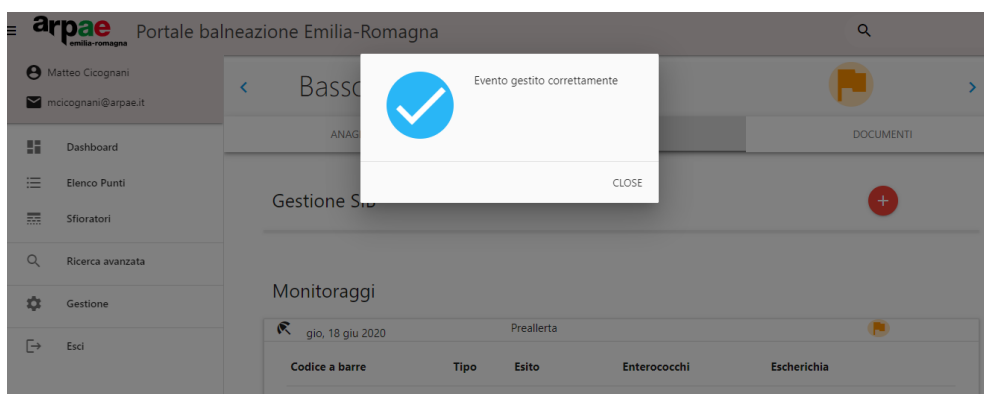 arpae
emilia-romagna
Portale balneazione Emilia-Romagna
Matteo Cicognani
mcicognani@arpae.it
Dashboard
Elenco Punti
Sfioratori
Ricerca avanzata
Gestione
Esci
Evento gestito correttamente
CLOSE
DOCUMENTI
Gestione
Monitoraggi
gio, 18 giu 2020 Preallerta
Codice a barre Tipo Esito Enterococchi Escherichia